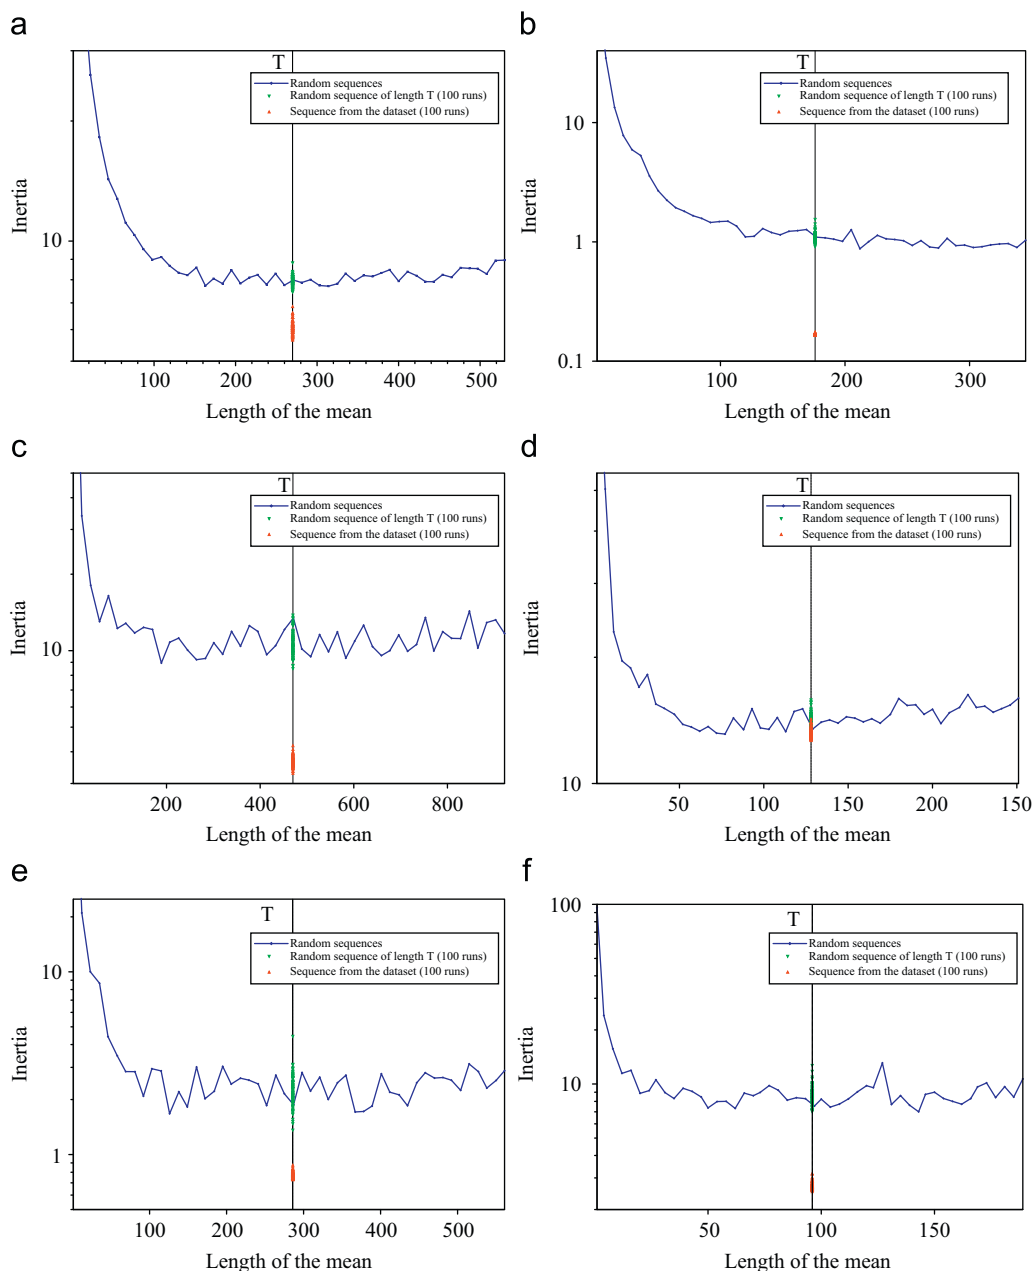 a
T
Random sequences
Random sequence of length T (100 runs)
Sequence from the dataset (100 runs)
Inertia
10
100 200 300 400 500
Length of the mean
b
T
Random sequences
Random sequence of length T (100 runs)
Sequence from the dataset (100 runs)
Inertia
10
1
0.1
100 200 300
Length of the mean
c
T
Random sequences
Random sequence of length T (100 runs)
Sequence from the dataset (100 runs)
Inertia
10
200 400 600 800
Length of the mean
d
T
Random sequences
Random sequence of length T (100 runs)
Sequence from the dataset (100 runs)
Inertia
10
50 100 150 200 150
Length of the mean
e
T
Random sequences
Random sequence of length T (100 runs)
Sequence from the dataset (100 runs)
Inertia
10
1
100 200 300 400 500
Length of the mean
f
T
Random sequences
Random sequence of length T (100 runs)
Sequence from the dataset (100 runs)
Inertia
100
10
50 100 150
Length of the mean